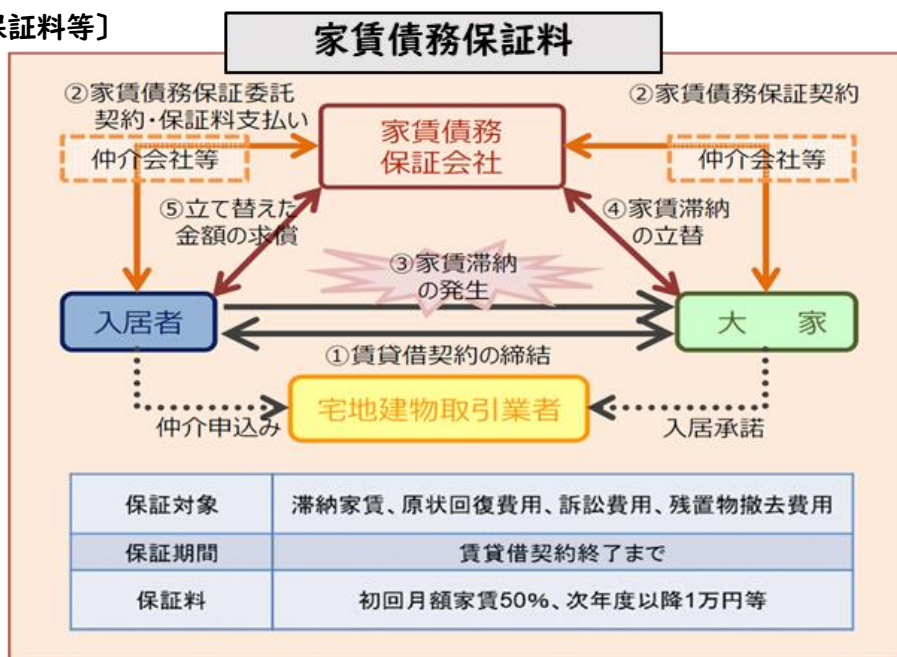 保証料等〕
家賃債務保証料
②家賃債務保証委託
契約・保証料支払い
②家賃債務保証契約
家賃債務
保証会社
仲介会社等
仲介会社等
⑤立て替えた
金額の求償
④家賃滞納
の立替
③家賃滞納
の発生
入居者
大 家
①賃貸借契約の締結
宅地建物取引業者
仲介申込み
入居承諾
保証対象 滞納家賃、原状回復費用、訴訟費用、残置物撤去費用
保証期間 賃貸借契約終了まで
保証料 初回月額家賃50%、次年度以降1万円等